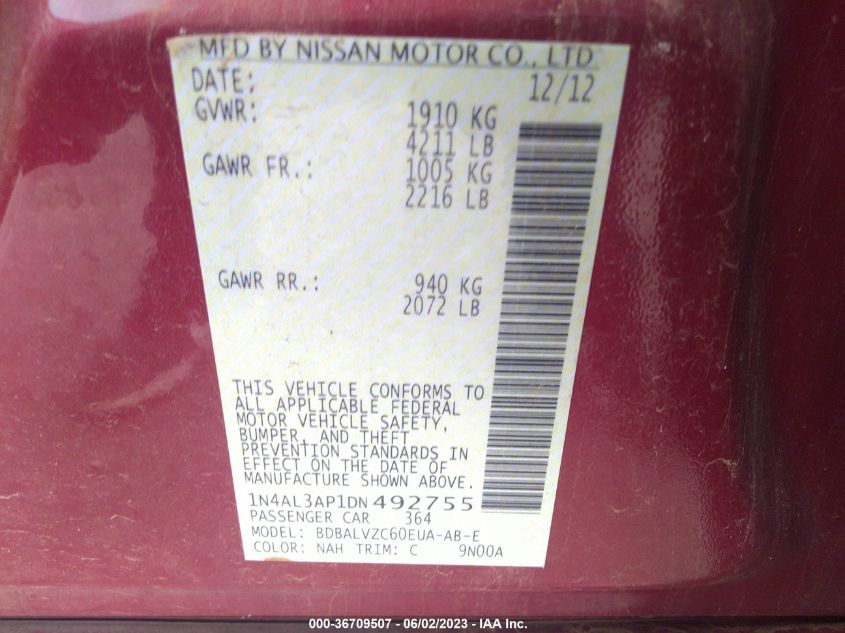 MFD BY NISSAN MOTOR CO., LTD.
DATE: 12/12
GVWR: 1910 KG
4211 LB
GAWR FR.: 1005 KG
2216 LB
GAWR RR.: 940 KG
2072 LB
THIS VEHICLE CONFORMS TO
ALL APPLICABLE FEDERAL
MOTOR VEHICLE SAFETY,
BUMPER, AND THEFT
PREVENTION STANDARDS IN
EFFECT ON THE DATE OF
MANUFACTURE SHOWN ABOVE.
1N4AL3AP1DN492755
PASSENGER CAR 364
MODEL: BDBALVZC60EUA-AB-E
COLOR: NAH TRIM: C 9N00A
000-36709507 - 06/02/2023 - IAA Inc.